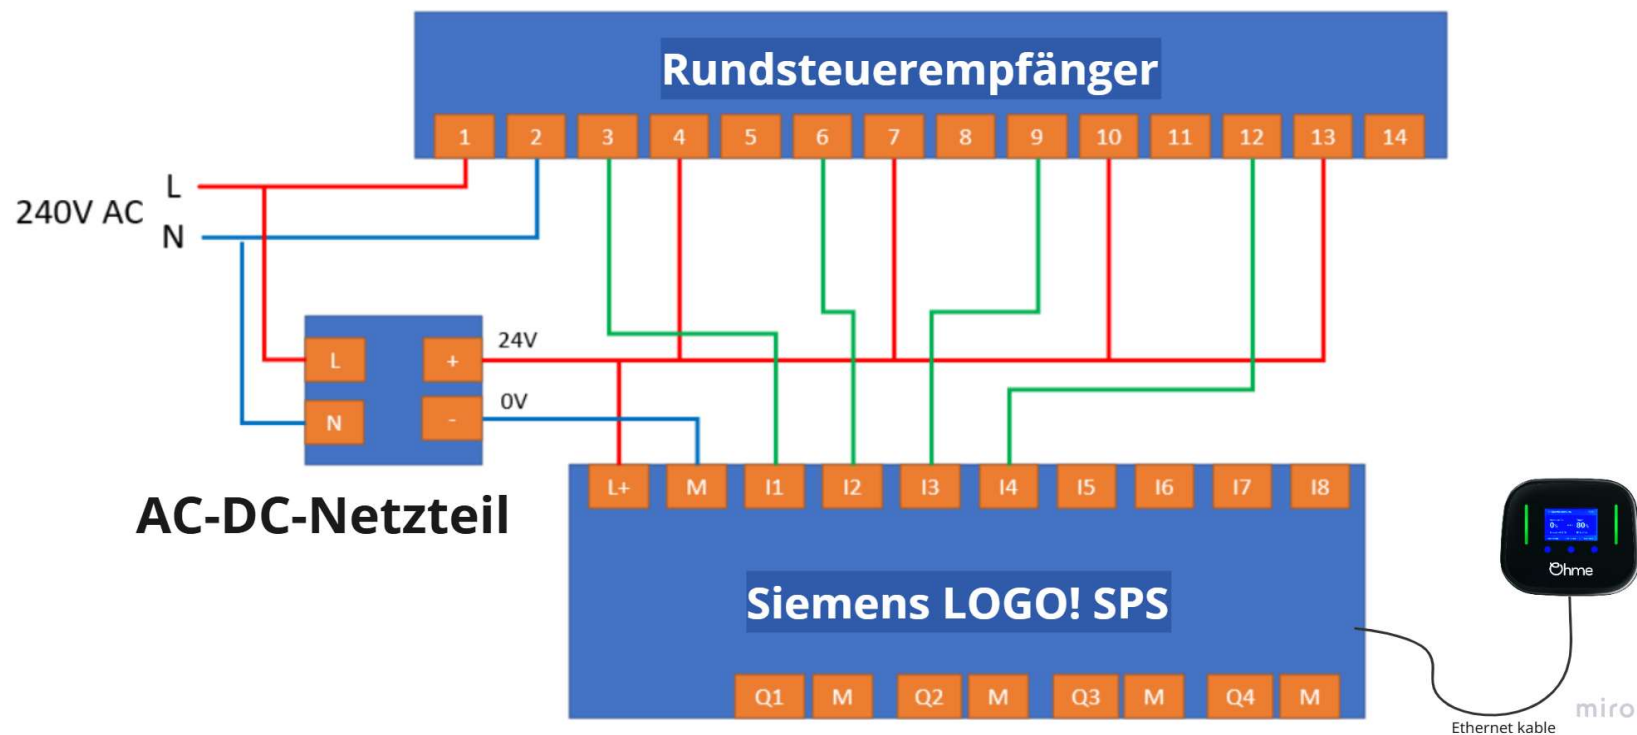 Rundsteuerempfänger
1 2 3 4 5 6 7 8 9 10 11 12 13 14
L
240V AC
N
24V
L +
0V
N -
AC-DC-Netzteil
L+ M I1 I2 I3 I4 I5 I6 I7 I8
Siemens LOGO! SPS
Q1 M Q2 M Q3 M Q4 M
0% 80%
Ohme
Ethernet kable
miro